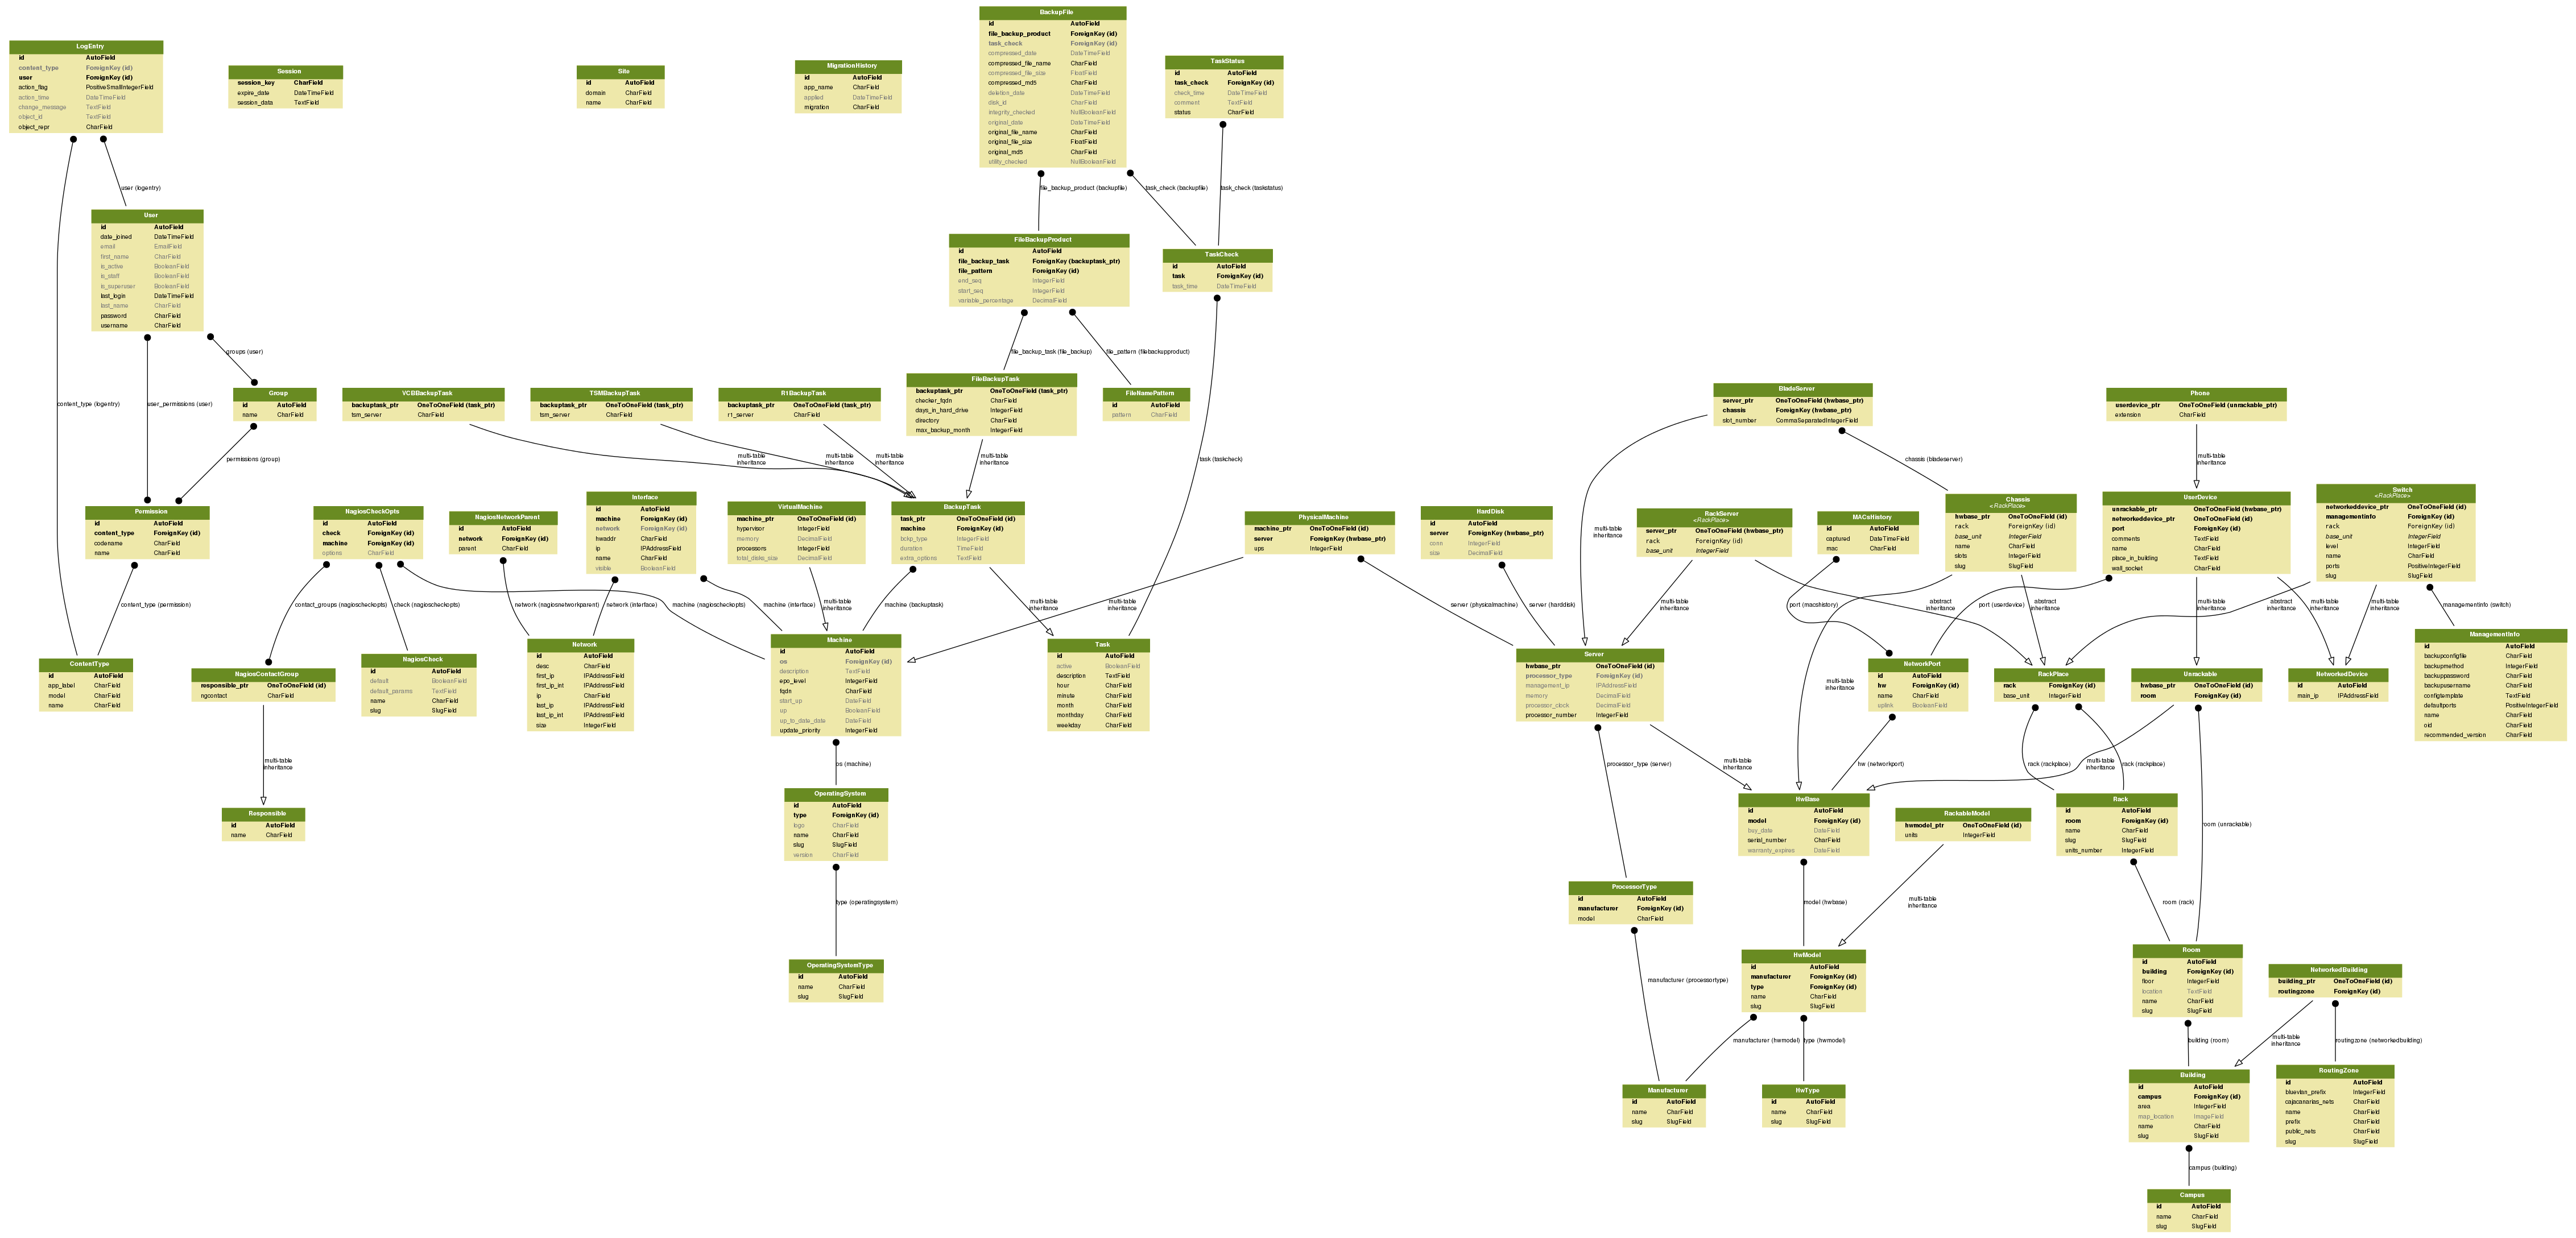 BackupFile
id AutoField
file_backup_product ForeignKey (id)
task_check ForeignKey (id)
compressed_date DateTimeField
compressed_file_name CharField
compressed_file_size FloatField
compressed_md5 CharField
deletion_date DateTimeField
disk_id CharField
integrity_checked NullBooleanField
original_date DateTimeField
original_file_name CharField
original_file_size FloatField
original_md5 CharField
utility_checked NullBooleanField
LogEntry
id AutoField
content_type ForeignKey (id)
user ForeignKey (id)
action_flag PositiveSmallIntegerField
action_time DateTimeField
change_message TextField
object_id TextField
object_repr CharField
Session
session_key CharField
expire_date DateTimeField
session_data TextField
Site
id AutoField
domain CharField
name CharField
MigrationHistory
id AutoField
app_name CharField
applied DateTimeField
migration CharField
TaskStatus
id AutoField
task_check ForeignKey (id)
check_time DateTimeField
comment TextField
status CharField
user (logentry)
file_backup_product (backupfile)
task_check (backupfile)
task_check (taskstatus)
User
id AutoField
date_joined DateTimeField
email EmailField
first_name CharField
is_active BooleanField
is_staff BooleanField
is_superuser BooleanField
last_login DateTimeField
last_name CharField
password CharField
username CharField
FileBackupProduct
id AutoField
file_backup_task ForeignKey (backuptask_ptr)
file_pattern ForeignKey (id)
end_seq IntegerField
start_seq IntegerField
variable_percentage DecimalField
TaskCheck
id AutoField
task ForeignKey (id)
task_time DateTimeField
groups (user)
file_backup_task (file_backup)
file_pattern (filebackupproduct)
content_type (logentry)
user_permissions (user)
Group
id AutoField
name CharField
VCBBackupTask
backuptask_ptr OneToOneField (task_ptr)
tsm_server CharField
TSMBackupTask
backuptask_ptr OneToOneField (task_ptr)
tsm_server CharField
R1BackupTask
backuptask_ptr OneToOneField (task_ptr)
r1_server CharField
FileBackupTask
backuptask_ptr OneToOneField (task_ptr)
checker_fqdn CharField
days_in_hard_drive IntegerField
directory CharField
max_backup_month IntegerField
FileNamePattern
id AutoField
pattern CharField
BladeServer
server_ptr OneToOneField (hwbase_ptr)
chassis ForeignKey (hwbase_ptr)
slot_number CommaSeparatedIntegerField
Phone
userdevice_ptr OneToOneField (unrackable_ptr)
extension CharField
permissions (group)
multi-table
inheritance
multi-table
inheritance
multi-table
inheritance
multi-table
inheritance
task (taskcheck)
chassis (bladeserver)
multi-table
inheritance
Permission
id AutoField
content_type ForeignKey (id)
codename CharField
name CharField
NagiosCheckOpts
id AutoField
check ForeignKey (id)
machine ForeignKey (id)
options CharField
NagiosNetworkParent
id AutoField
network ForeignKey (id)
parent CharField
Interface
id AutoField
machine ForeignKey (id)
network ForeignKey (id)
hwaddr CharField
ip IPAddressField
name CharField
visible BooleanField
VirtualMachine
machine_ptr OneToOneField (id)
hypervisor IntegerField
memory DecimalField
processors IntegerField
total_disks_size DecimalField
BackupTask
task_ptr OneToOneField (id)
machine ForeignKey (id)
bckp_type IntegerField
duration TimeField
extra_options TextField
PhysicalMachine
machine_ptr OneToOneField (id)
server ForeignKey (hwbase_ptr)
ups IntegerField
HardDisk
id AutoField
server ForeignKey (hwbase_ptr)
conn IntegerField
size DecimalField
multi-table
inheritance
RackServer
<RackPlace>
server_ptr OneToOneField (hwbase_ptr)
rack ForeignKey (id)
base_unit IntegerField
MACsHistory
id AutoField
captured DateTimeField
mac CharField
Chassis
<RackPlace>
hwbase_ptr OneToOneField (id)
rack ForeignKey (id)
base_unit IntegerField
name CharField
slots IntegerField
slug SlugField
UserDevice
unrackable_ptr OneToOneField (hwbase_ptr)
networkeddevice_ptr OneToOneField (id)
port ForeignKey (id)
comments TextField
name CharField
place_in_building TextField
wall_socket CharField
Switch
<RackPlace>
networkeddevice_ptr OneToOneField (id)
managementinfo ForeignKey (id)
rack ForeignKey (id)
base_unit IntegerField
level IntegerField
name CharField
ports PositiveIntegerField
slug SlugField
content_type (permission)
contact_groups (nagioscheckopts)
check (nagioscheckopts)
network (nagiosnetworkparent)
network (interface)
machine (nagioscheckopts)
machine (interface)
multi-table
inheritance
machine (backuptask)
multi-table
inheritance
multi-table
inheritance
server (physicalmachine)
server (harddisk)
multi-table
inheritance
port (macshistory)
abstract
inheritance
port (userdevice)
abstract
inheritance
multi-table
inheritance
abstract
inheritance
multi-table
inheritance
multi-table
inheritance
managementinfo (switch)
ContentType
id AutoField
app_label CharField
model CharField
name CharField
NagiosContactGroup
responsible_ptr OneToOneField (id)
ngcontact CharField
NagiosCheck
id AutoField
default BooleanField
default_params TextField
name CharField
slug SlugField
Network
id AutoField
desc CharField
first_ip IPAddressField
first_ip_int IPAddressField
ip CharField
last_ip IPAddressField
last_ip_int IPAddressField
size IntegerField
Machine
id AutoField
os ForeignKey (id)
description TextField
epo_level IntegerField
fqdn CharField
start_up DateField
up BooleanField
up_to_date_date DateField
update_priority IntegerField
Task
id AutoField
active BooleanField
description TextField
hour CharField
minute CharField
month CharField
monthday CharField
weekday CharField
Server
hwbase_ptr OneToOneField (id)
processor_type ForeignKey (id)
management_ip IPAddressField
memory DecimalField
processor_clock DecimalField
processor_number IntegerField
multi-table
inheritance
NetworkPort
id AutoField
hw ForeignKey (id)
name CharField
uplink BooleanField
RackPlace
rack ForeignKey (id)
base_unit IntegerField
Unrackable
hwbase_ptr OneToOneField (id)
room ForeignKey (id)
NetworkedDevice
id AutoField
main_ip IPAddressField
ManagementInfo
id AutoField
backupconfigfile CharField
backupmethod IntegerField
backuppassword CharField
backupusername CharField
configtemplate TextField
defaultports PositiveIntegerField
name CharField
oid CharField
recommended_version CharField
multi-table
inheritance
os (machine)
processor_type (server)
multi-table
inheritance
hw (networkport)
rack (rackplace)
multi-table
inheritance
rack (rackplace)
Responsible
id AutoField
name CharField
OperatingSystem
id AutoField
type ForeignKey (id)
logo CharField
name CharField
slug SlugField
version CharField
HwBase
id AutoField
model ForeignKey (id)
buy_date DateField
serial_number CharField
warranty_expires DateField
RackableModel
hwmodel_ptr OneToOneField (id)
units IntegerField
Rack
id AutoField
room ForeignKey (id)
name CharField
slug SlugField
units_number IntegerField
room (unrackable)
type (operatingsystem)
ProcessorType
id AutoField
manufacturer ForeignKey (id)
model CharField
model (hwbase)
multi-table
inheritance
room (rack)
OperatingSystemType
id AutoField
name CharField
slug SlugField
manufacturer (processortype)
HwModel
id AutoField
manufacturer ForeignKey (id)
type ForeignKey (id)
name CharField
slug SlugField
Room
id AutoField
building ForeignKey (id)
floor IntegerField
location TextField
name CharField
slug SlugField
NetworkedBuilding
building_ptr OneToOneField (id)
routingzone ForeignKey (id)
manufacturer (hwmodel)
type (hwmodel)
building (room)
multi-table
inheritance
routingzone (networkedbuilding)
Manufacturer
id AutoField
name CharField
slug SlugField
HwType
id AutoField
name CharField
slug SlugField
Building
id AutoField
campus ForeignKey (id)
area IntegerField
map_location ImageField
name CharField
slug SlugField
RoutingZone
id AutoField
bluevlan_prefix IntegerField
cajacanarias_nets CharField
name CharField
prefix CharField
public_nets CharField
slug SlugField
campus (building)
Campus
id AutoField
name CharField
slug SlugField